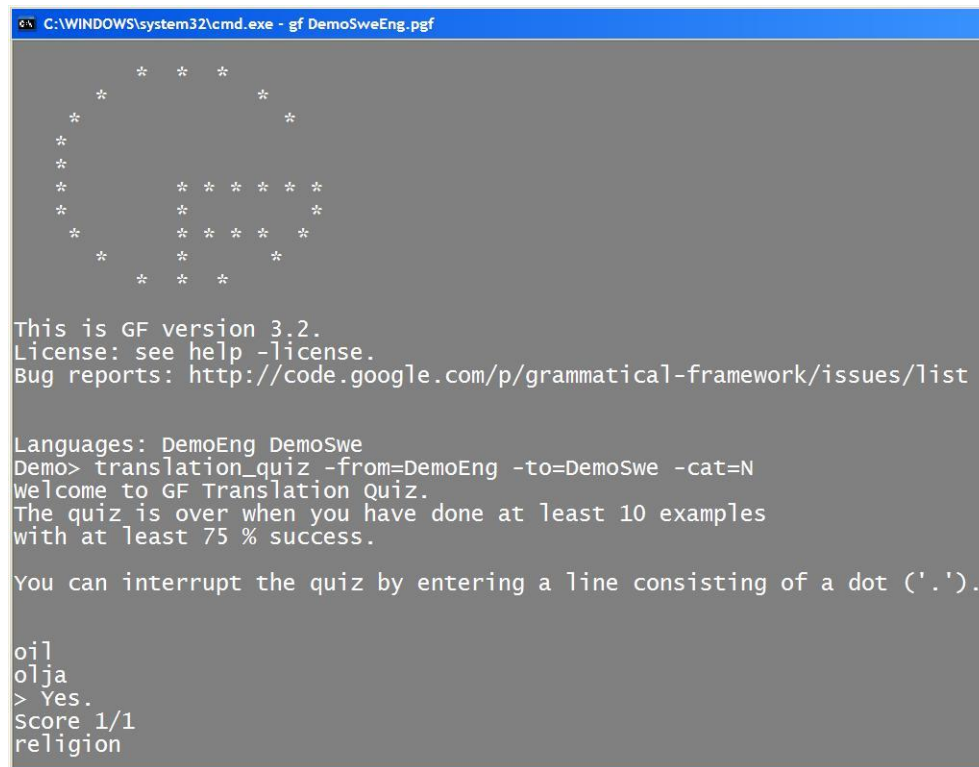 C:\WINDOWS\system32\cmd.exe - gf DemoSweEng.pgf
* * *
* *
* *
*
*
* * * * * * *
* * *
* * * * * *
* * *
* * *
This is GF version 3.2.
License: see help -license.
Bug reports: http://code.google.com/p/grammatical-framework/issues/list
Languages: DemoEng DemoSwe
Demo> translation_quiz -from=DemoEng -to=DemoSwe -cat=N
Welcome to GF Translation Quiz.
The quiz is over when you have done at least 10 examples
with at least 75 % success.
You can interrupt the quiz by entering a line consisting of a dot ('.').
oil
olja
> Yes.
Score 1/1
religion